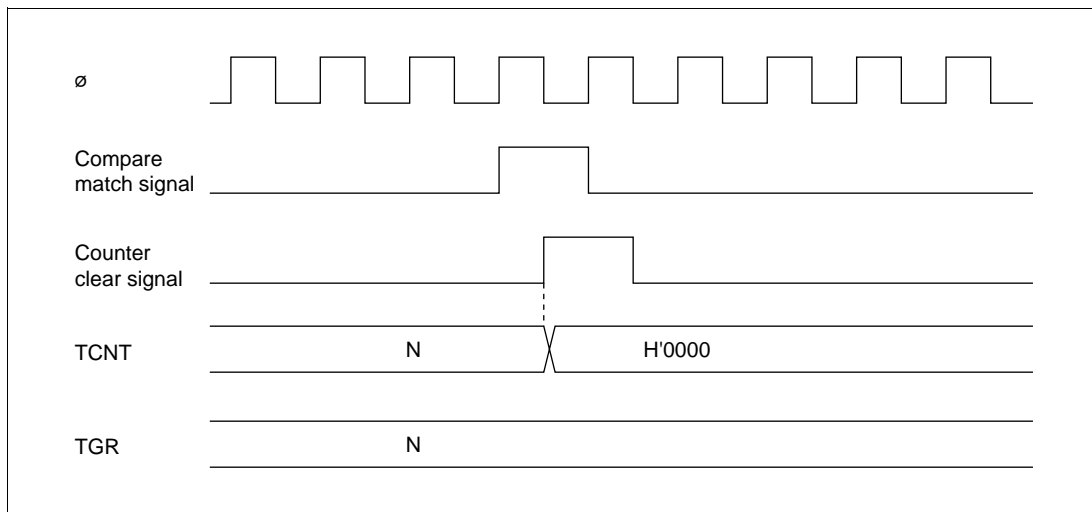 ø
Compare
match signal
Counter
clear signal
TCNT N H'0000
TGR N